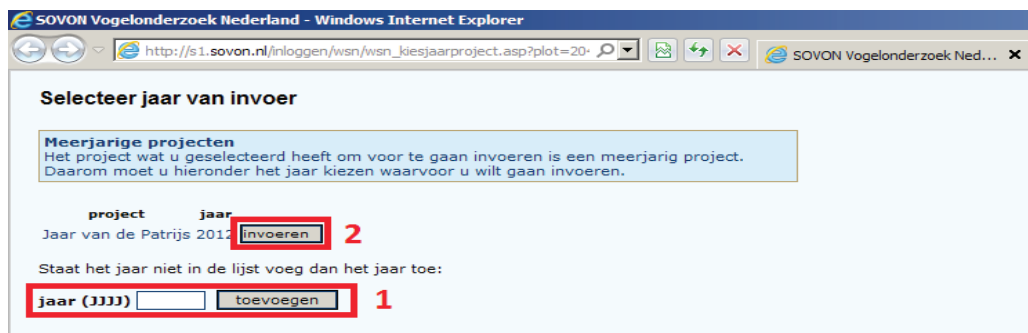 SOVON Vogelonderzoek Nederland - Windows Internet Explorer
http://s1.sovon.nl/inloggen/wsn/wsn_kiesjaarproject.asp?plot=20- SOVON Vogelonderzoek Ned...
Selecteer jaar van invoer
Meerjarige projecten
Het project wat u geselecteerd heeft om voor te gaan invoeren is een meerjarig project.
Daarom moet u hieronder het jaar kiezen waarvoor u wilt gaan invoeren.
project jaar
Jaar van de Patrijs 2012 invoeren 2
Staat het jaar niet in de lijst voeg dan het jaar toe:
jaar (JJJJ) toevoegen 1